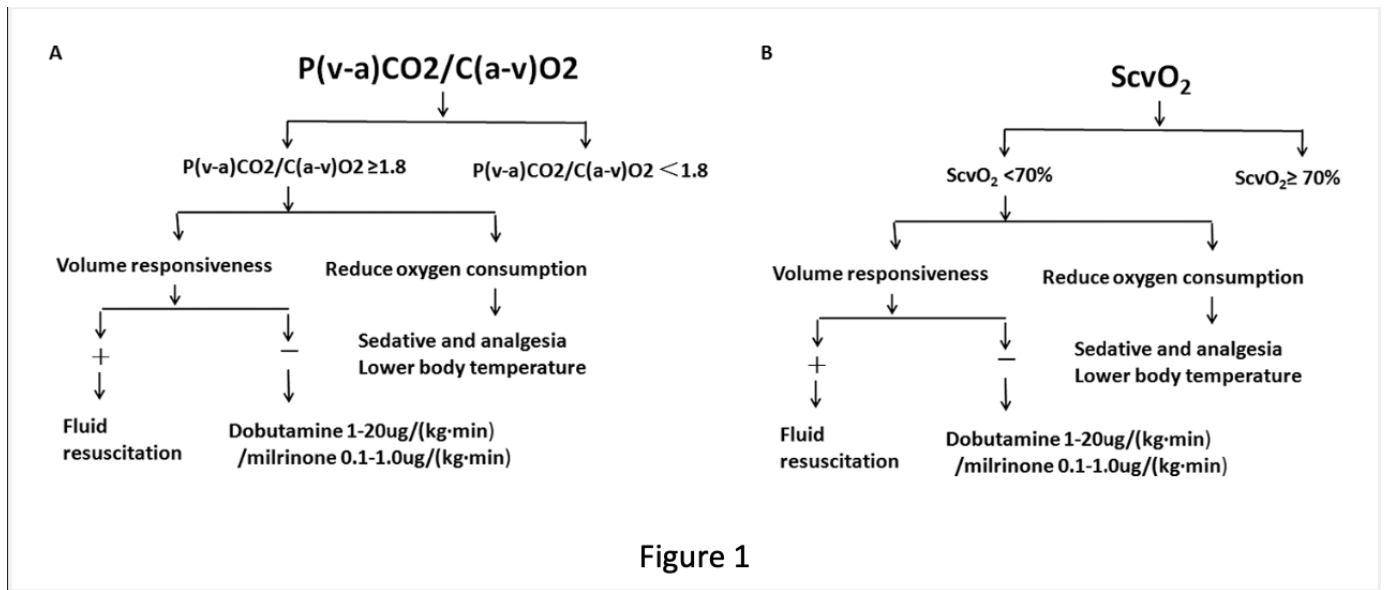 A
P(v-a)CO2/C(a-v)O2
P(v-a)CO2/C(a-v)O2 ≥1.8
P(v-a)CO2/C(a-v)O2 <1.8
Volume responsiveness
Reduce oxygen consumption
+
−
Sedative and analgesia
Lower body temperature
Fluid
resuscitation
Dobutamine 1-20ug/(kg·min)
/milrinone 0.1-1.0ug/(kg·min)
B
ScvO₂
ScvO₂ <70%
ScvO₂≥ 70%
Volume responsiveness
Reduce oxygen consumption
+
−
Sedative and analgesia
Lower body temperature
Fluid
resuscitation
Dobutamine 1-20ug/(kg·min)
/milrinone 0.1-1.0ug/(kg·min)
Figure 1